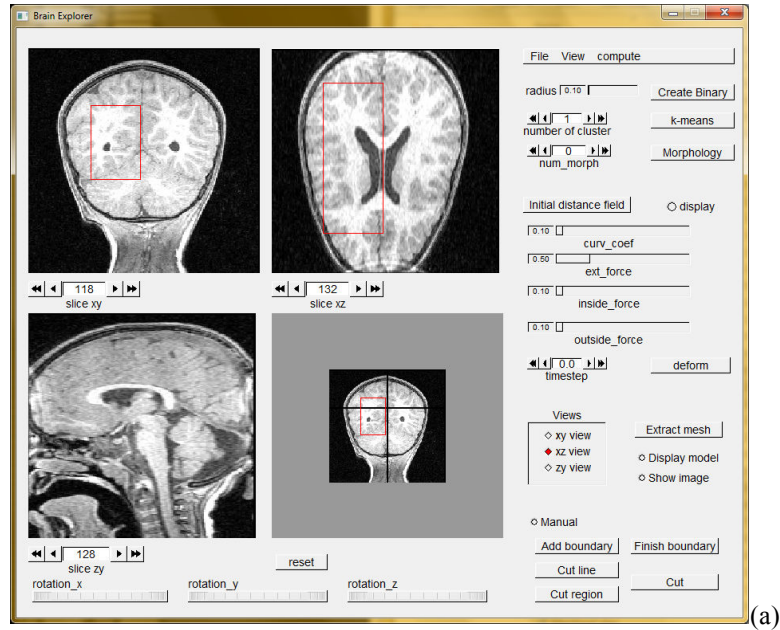 Brain Explorer
File View compute
radius 0.10
Create Binary
1
number of cluster
k-means
0
num_morph
Morphology
Initial distance field
display
0.10
curv_coef
0.50
ext_force
0.10
inside_force
0.10
outside_force
0.0
timestep
deform
118
slice xy
132
slice xz
Views
xy view
xz view
zy view
Extract mesh
Display model
Show image
Manual
Add boundary
Finish boundary
Cut line
Cut
Cut region
128
slice zy
reset
rotation_x
rotation_y
rotation_z
(a)